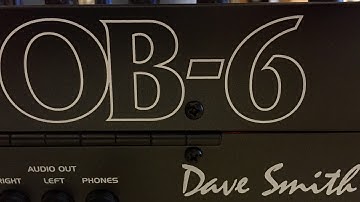 OB-6
AUDIO OUT
RIGHT LEFT PHONES
Dave Smith